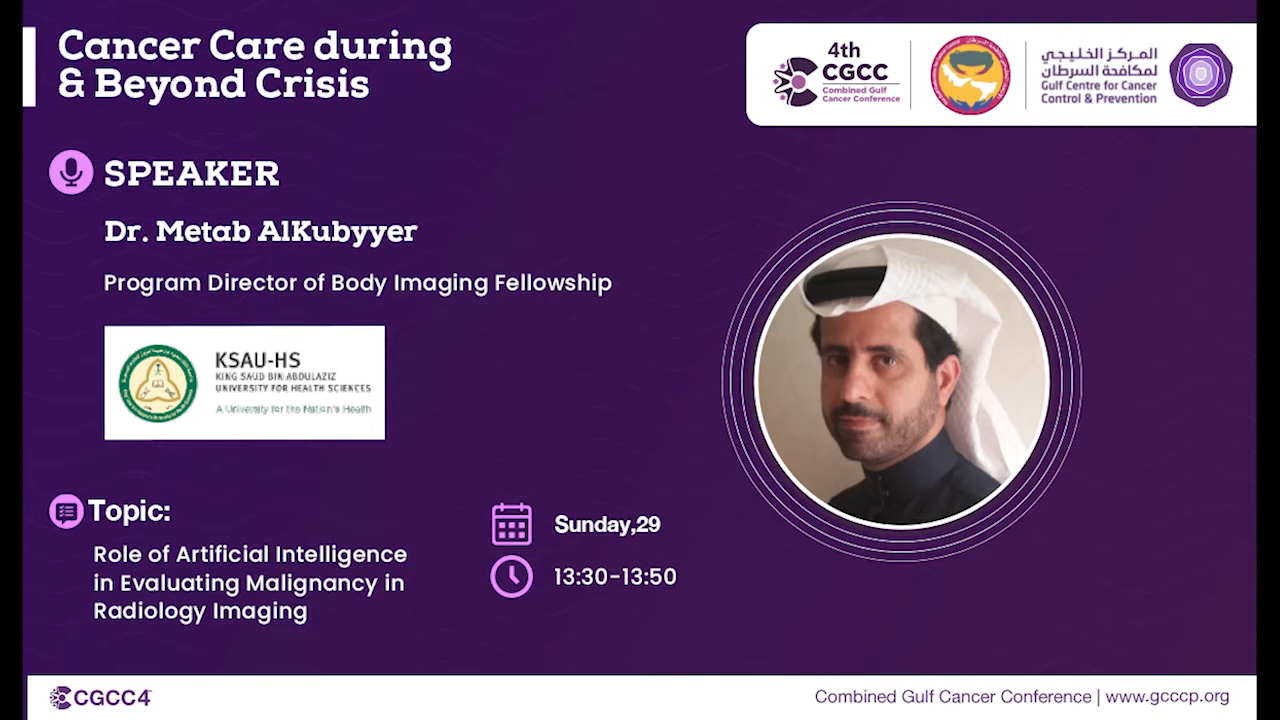 Cancer Care during
& Beyond Crisis
4th
CGCC
Combined Gulf
Cancer Conference
المركز الخليجي
لمكافحة السرطان
Gulf Centre for Cancer
Control & Prevention
SPEAKER
Dr. Metab AlKubyyer
Program Director of Body Imaging Fellowship
KSAU-HS
KING SAUD BIN ABDULAZIZ
UNIVERSITY FOR HEALTH SCIENCES
A University for the Nation's Health
Topic:
Role of Artificial Intelligence
in Evaluating Malignancy in
Radiology Imaging
Sunday,29
13:30-13:50
CGCC4
Combined Gulf Cancer Conference | www.gcccp.org